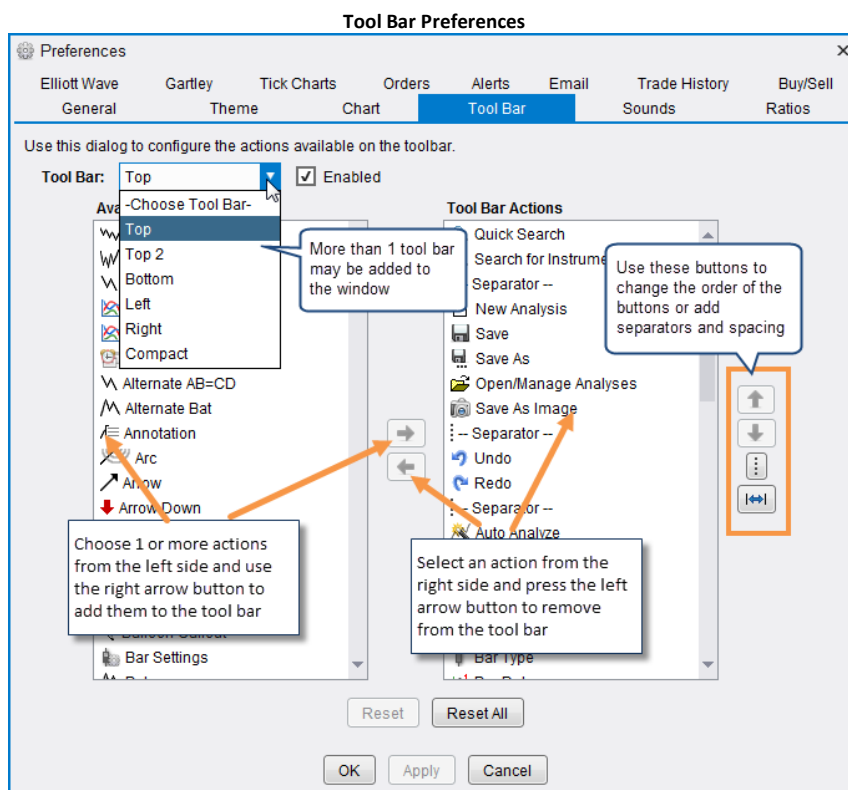 Tool Bar Preferences
Preferences
Elliott Wave Gartley Tick Charts Orders Alerts Email Trade History Buy/Sell
General Theme Chart Tool Bar Sounds Ratios
Use this dialog to configure the actions available on the toolbar.
Tool Bar: Top Enabled
-Choose Tool Bar-
Top
Top 2
Bottom
Left
Right
Compact
Alternate AB=CD
Alternate Bat
Annotation
Arc
Arrow
Arrow Down
Bar Settings
More than 1 tool bar
may be added to
the window
Tool Bar Actions
Quick Search
Search for Instrume
Separator --
New Analysis
Save
Save As
Open/Manage Analyses
Save As Image
-- Separator --
Undo
Redo
-- Separator --
Auto Analyze
Bar Type
Use these buttons to
change the order of the
buttons or add
separators and spacing
Choose 1 or more actions
from the left side and use
the right arrow button to
add them to the tool bar
Select an action from the
right side and press the left
arrow button to remove
from the tool bar
Reset Reset All
OK Apply Cancel